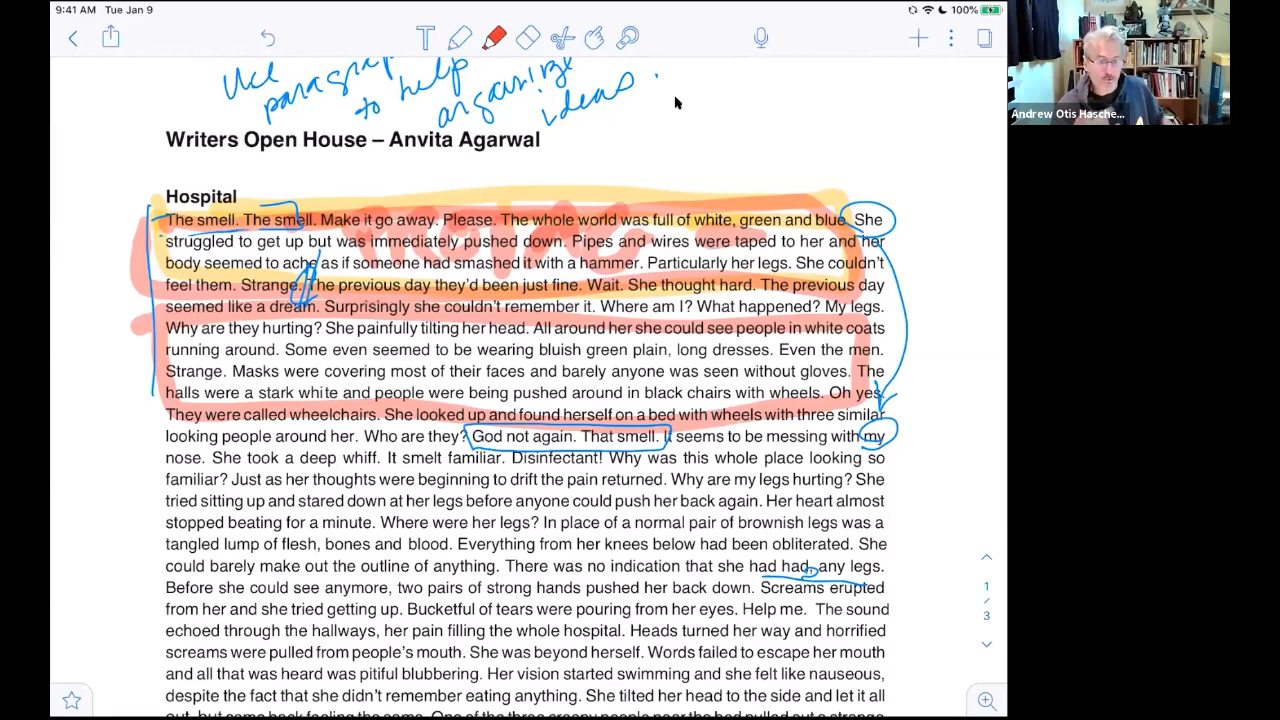 9:41 AM Tue Jan 9
100%
use paragraphs
to help
organize
ideas.
Andrew Otis Hasche...
Writers Open House – Anvita Agarwal
Hospital
The smell. The smell. Make it go away. Please. The whole world was full of white, green and blue. She
struggled to get up but was immediately pushed down. Pipes and wires were taped to her and her
body seemed to ache as if someone had smashed it with a hammer. Particularly her legs. She couldn't
feel them. Strange. The previous day they'd been just fine. Wait. She thought hard. The previous day
seemed like a dream. Surprisingly she couldn't remember it. Where am I? What happened? My legs.
Why are they hurting? She painfully tilting her head. All around her she could see people in white coats
running around. Some even seemed to be wearing bluish green plain, long dresses. Even the men.
Strange. Masks were covering most of their faces and barely anyone was seen without gloves. The
halls were a stark white and people were being pushed around in black chairs with wheels. Oh yes.
They were called wheelchairs. She looked up and found herself on a bed with wheels with three similar
looking people around her. Who are they? God not again. That smell. It seems to be messing with my
nose. She took a deep whiff. It smelt familiar. Disinfectant! Why was this whole place looking so
familiar? Just as her thoughts were beginning to drift the pain returned. Why are my legs hurting? She
tried sitting up and stared down at her legs before anyone could push her back again. Her heart almost
stopped beating for a minute. Where were her legs? In place of a normal pair of brownish legs was a
tangled lump of flesh, bones and blood. Everything from her knees below had been obliterated. She
could barely make out the outline of anything. There was no indication that she had had any legs.
Before she could see anymore, two pairs of strong hands pushed her back down. Screams erupted
from her and she tried getting up. Bucketful of tears were pouring from her eyes. Help me. The sound
echoed through the hallways, her pain filling the whole hospital. Heads turned her way and horrified
screams were pulled from people's mouth. She was beyond herself. Words failed to escape her mouth
and all that was heard was pitiful blubbering. Her vision started swimming and she felt like nauseous,
despite the fact that she didn't remember eating anything. She tilted her head to the side and let it all
1
/
3